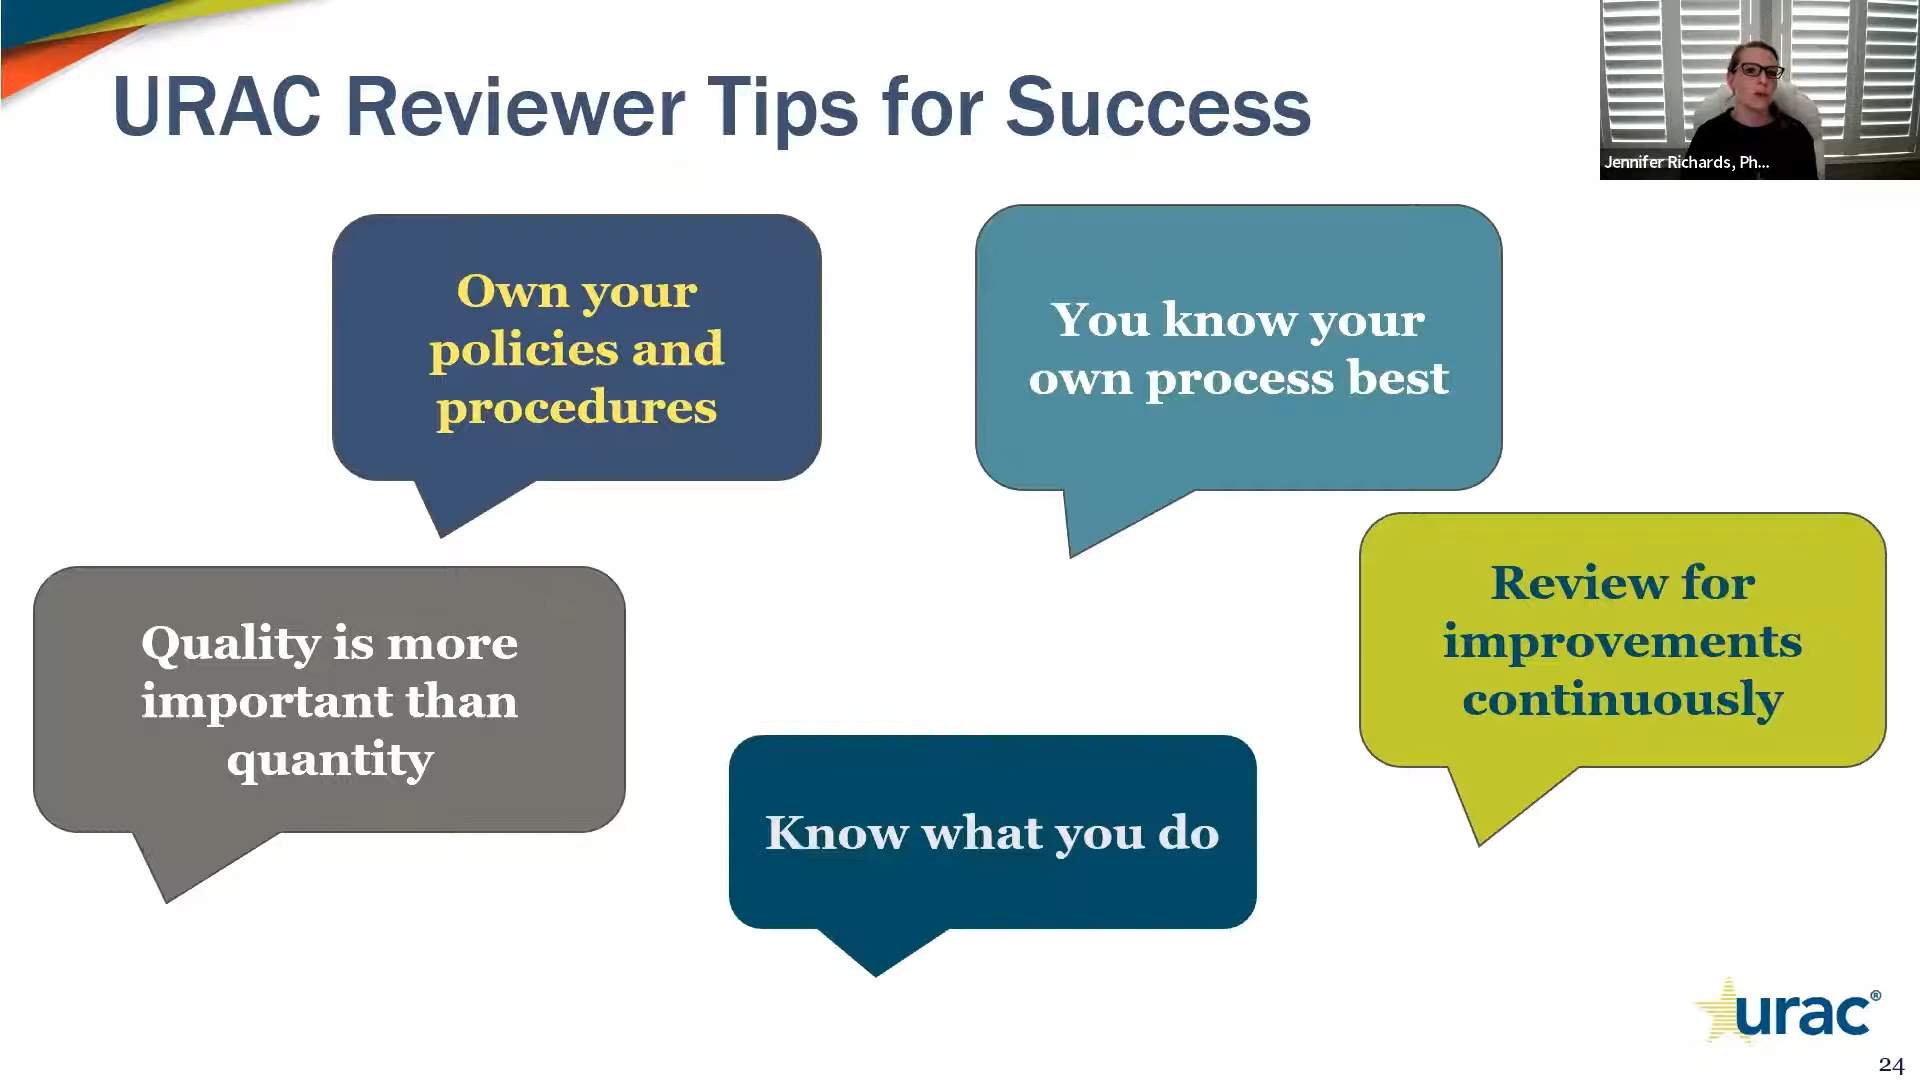 URAC Reviewer Tips for Success
Jennifer Richards, Ph...
Own your
policies and
procedures
You know your
own process best
Quality is more
important than
quantity
Review for
improvements
continuously
Know what you do
urac®
24